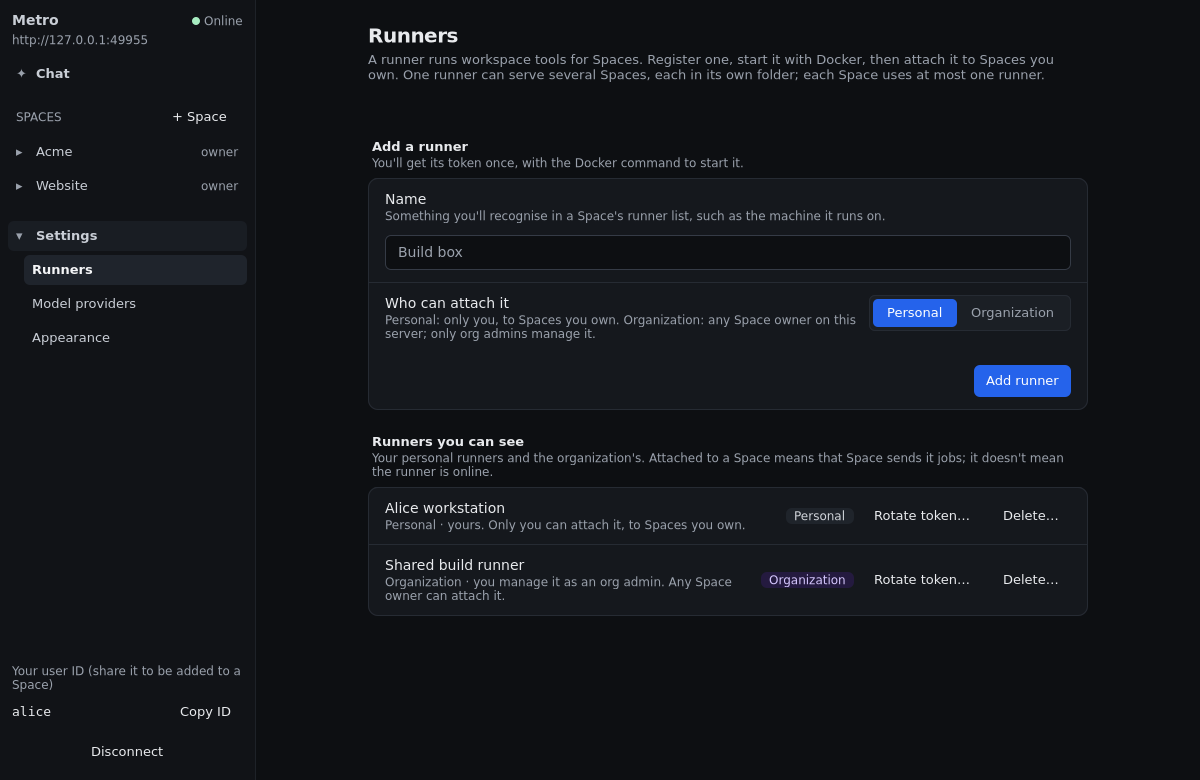 Metro
Online
http://127.0.0.1:49955
Chat
SPACES
+ Space
Acme
owner
Website
owner
Settings
Runners
Model providers
Appearance
Your user ID (share it to be added to a
Space)
alice
Copy ID
Disconnect
Runners
A runner runs workspace tools for Spaces. Register one, start it with Docker, then attach it to Spaces you
own. One runner can serve several Spaces, each in its own folder; each Space uses at most one runner.
Add a runner
You'll get its token once, with the Docker command to start it.
Name
Something you'll recognise in a Space's runner list, such as the machine it runs on.
Build box
Who can attach it
Personal: only you, to Spaces you own. Organization: any Space owner on this
server; only org admins manage it.
Personal
Organization
Add runner
Runners you can see
Your personal runners and the organization's. Attached to a Space means that Space sends it jobs; it doesn't mean
the runner is online.
Alice workstation
Personal · yours. Only you can attach it, to Spaces you own.
Personal
Rotate token…
Delete…
Shared build runner
Organization · you manage it as an org admin. Any Space
owner can attach it.
Organization
Rotate token…
Delete…